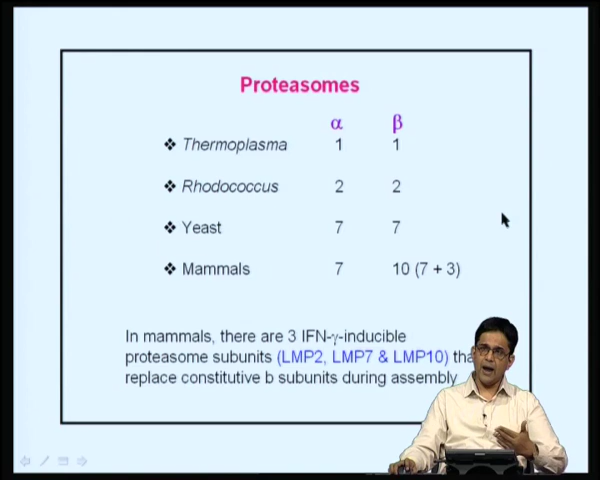 Proteasomes
α β
❖ Thermoplasma 1 1
❖ Rhodococcus 2 2
❖ Yeast 7 7
❖ Mammals 7 10 (7 + 3)
In mammals, there are 3 IFN-γ-inducible
proteasome subunits (LMP2, LMP7 & LMP10)
replace constitutive b subunits during assembly